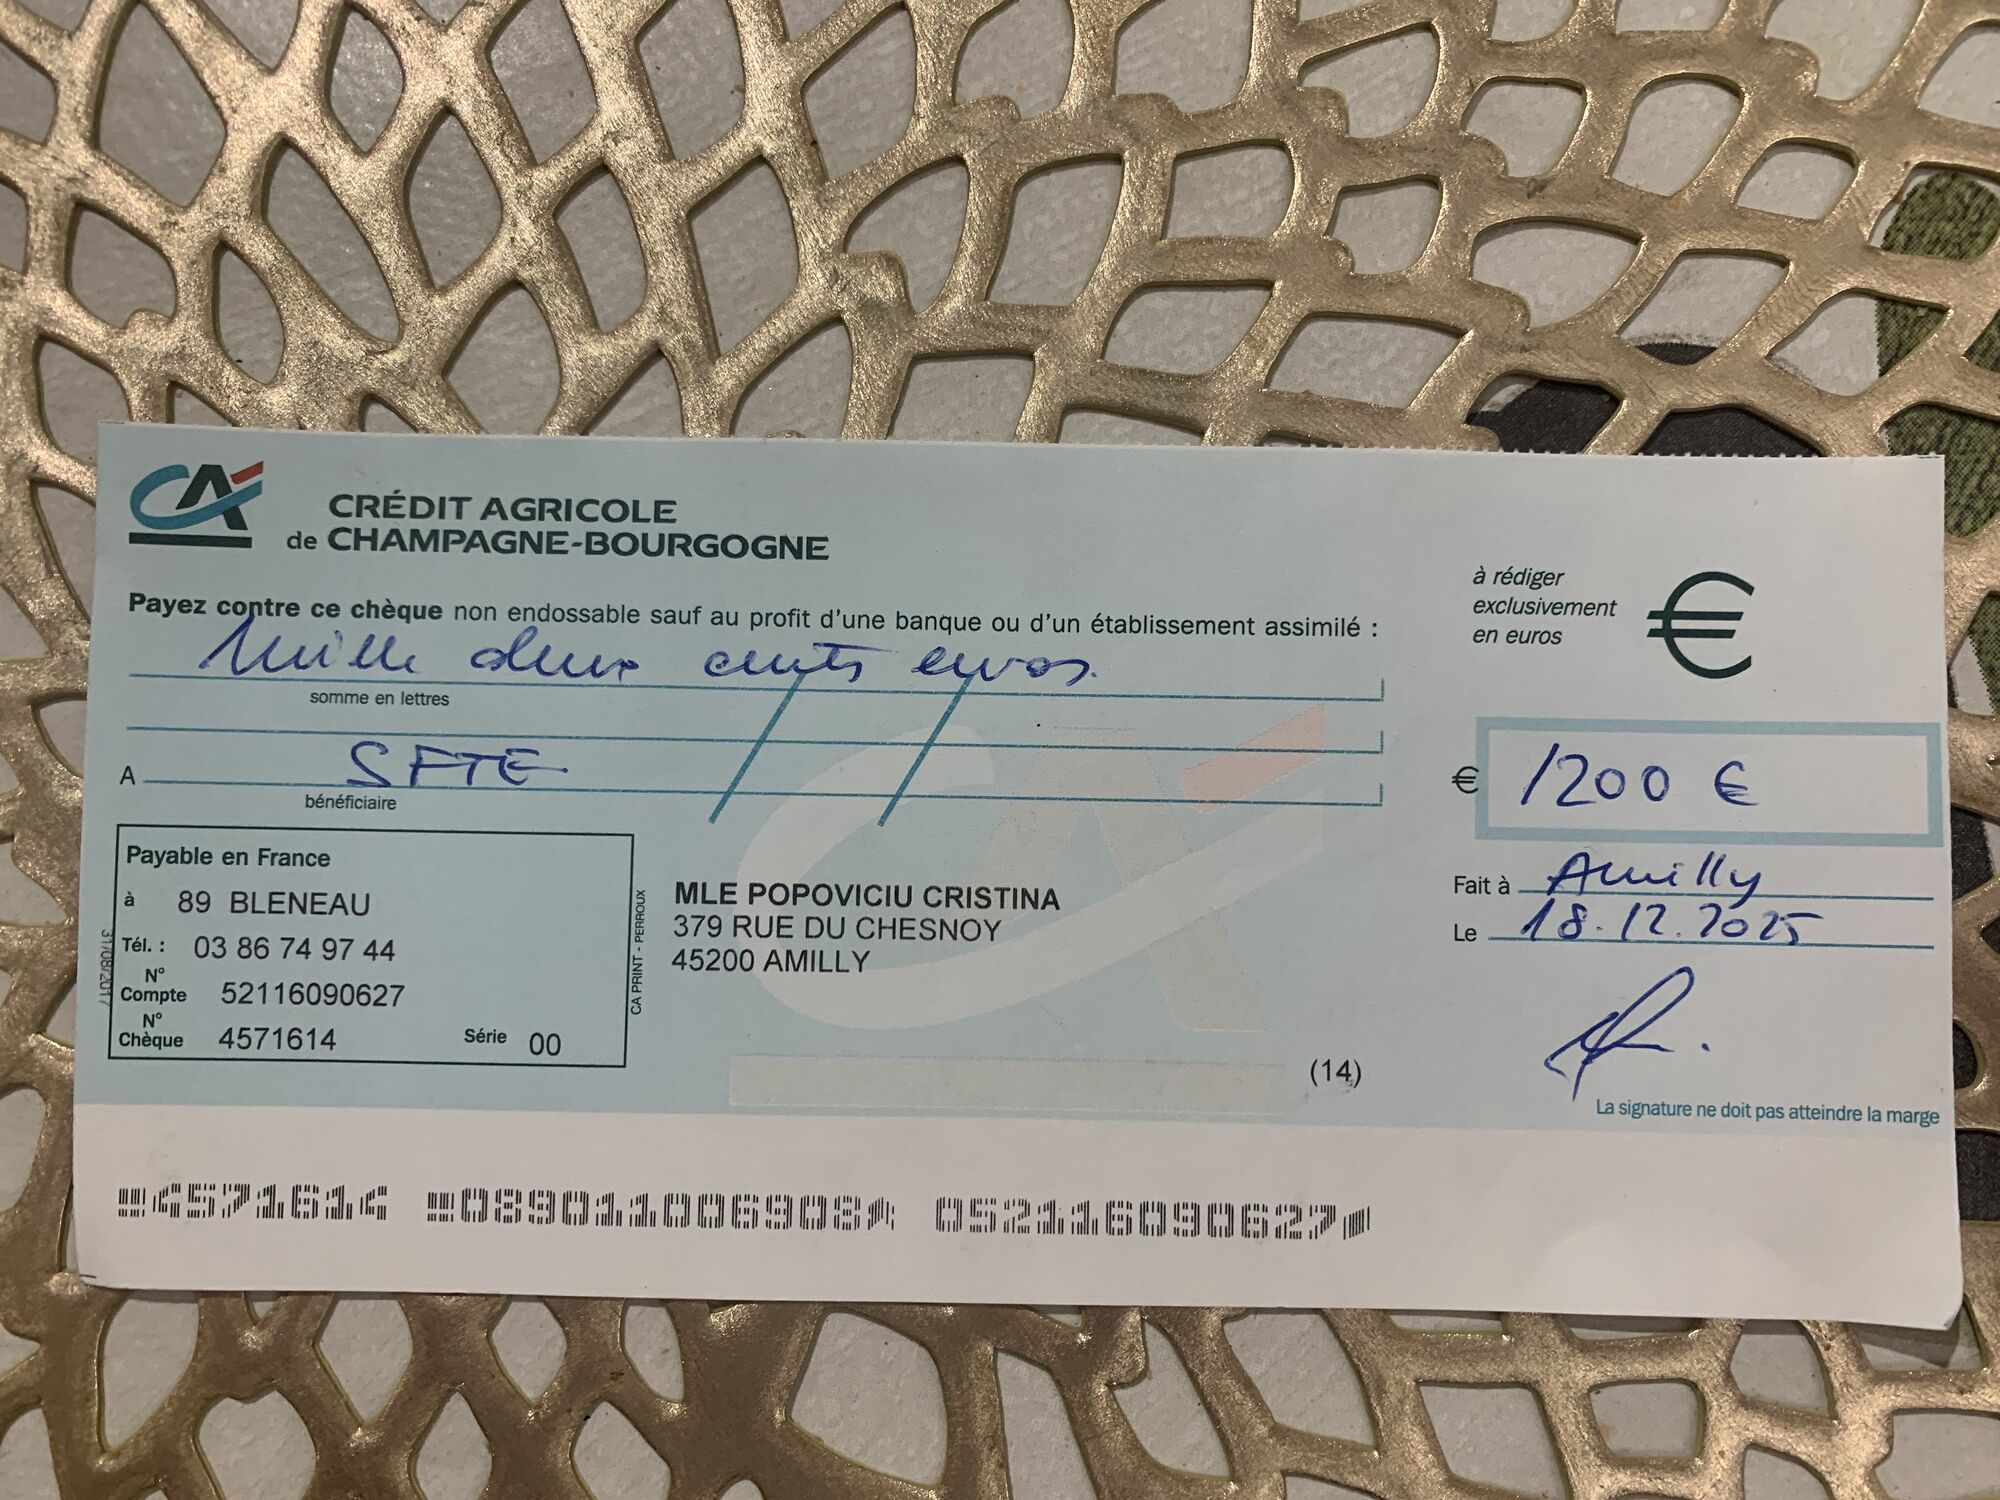 CA
CRÉDIT AGRICOLE
de CHAMPAGNE-BOURGOGNE
Payez contre ce chèque non endossable sauf au profit d'une banque ou d'un établissement assimilé :
Mille deux cents euros.
somme en lettres
A SFTE
bénéficiaire
à rédiger
exclusivement
en euros
€
€ 1200 €
Fait à Amilly
Le 18.12.2025
La signature ne doit pas atteindre la marge
Payable en France
à 89 BLENEAU
Tél. : 03 86 74 97 44
N°
Compte 52116090627
N°
Chèque 4571614 Série 00
31/08/2017
CA PRINT - PERROUX
MLE POPOVICIU CRISTINA
379 RUE DU CHESNOY
45200 AMILLY
(14)
4571614 089011006908 052116090627